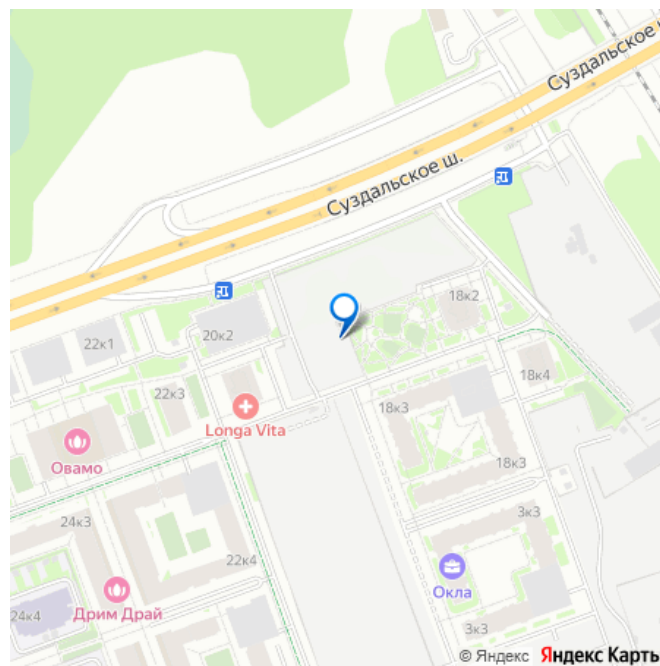 Суздальское ш
Суздальское ш.
18к2
20к2
22к1
18к4
22к3
18к3
Longa Vita
Овамо
18к3
24к3
3к3
22к4
Окла
24к4
Дрим Драй
3к3
© Яндекс Яндекс Карты